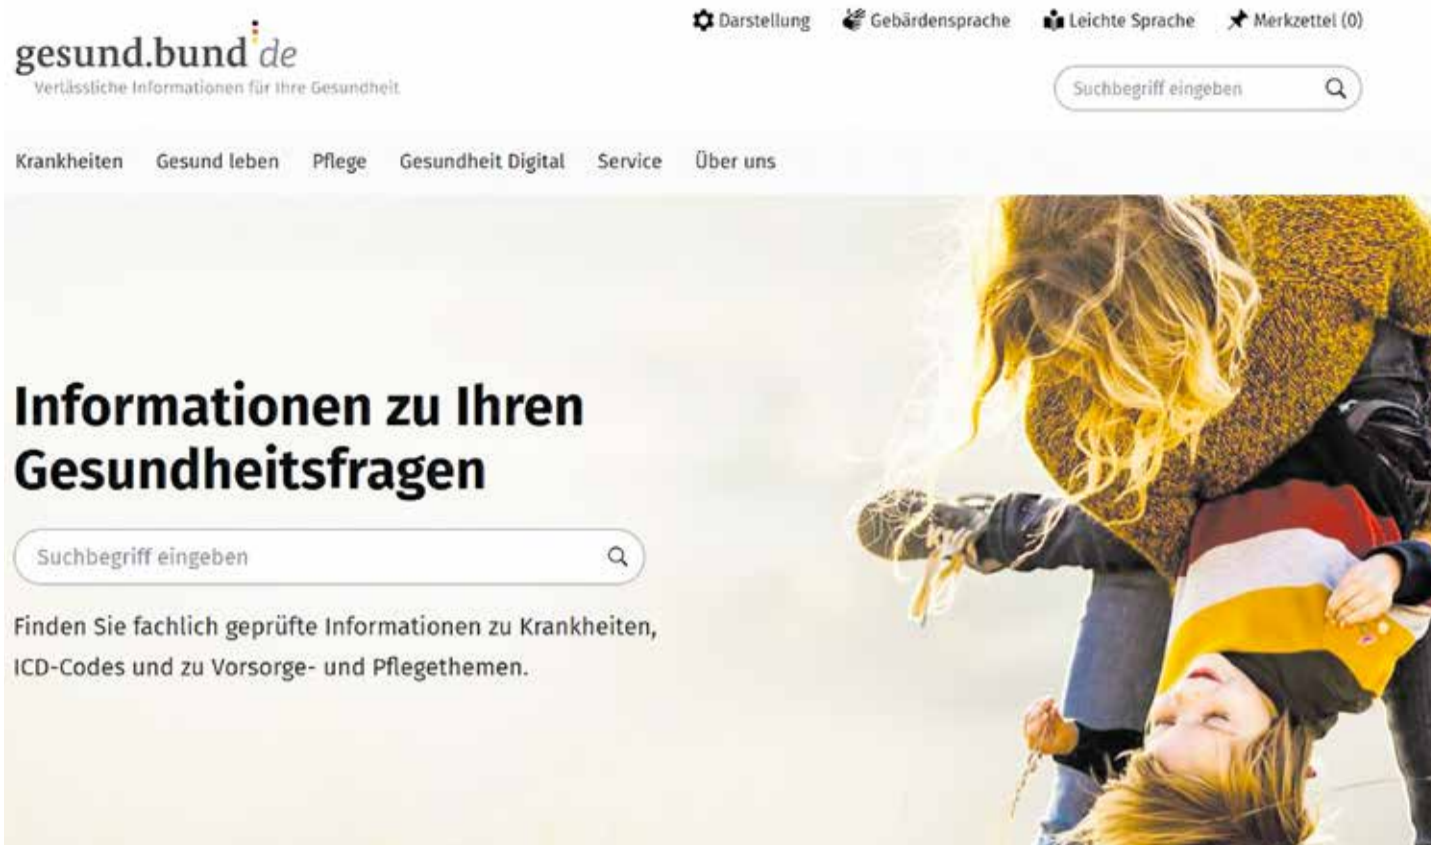 Darstellung Gebärdensprache Leichte Sprache Merkzettel (0)
gesund.bund.de
Verlässliche Informationen für Ihre Gesundheit
Suchbegriff eingeben
Krankheiten Gesund leben Pflege Gesundheit Digital Service Über uns
Informationen zu Ihren
Gesundheitsfragen
Suchbegriff eingeben
Finden Sie fachlich geprüfte Informationen zu Krankheiten,
ICD-Codes und zu Vorsorge- und Pflegethemen.